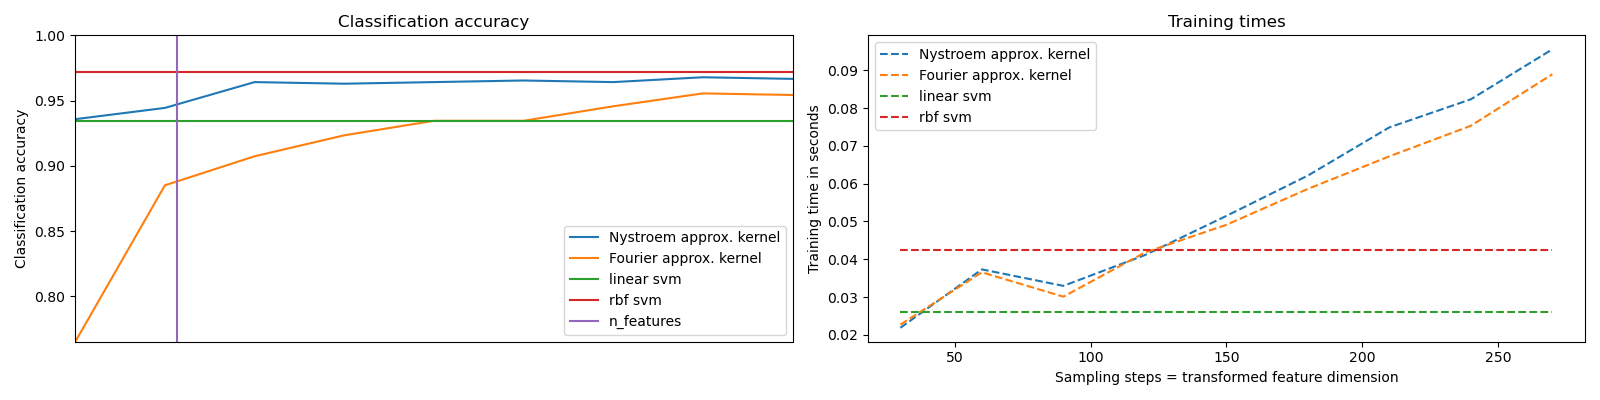 Classification accuracy
Classification accuracy
1.00
0.95
0.90
0.85
0.80
Nystroem approx. kernel
Fourier approx. kernel
linear svm
rbf svm
n_features
Training times
Training time in seconds
0.09
0.08
0.07
0.06
0.05
0.04
0.03
0.02
Nystroem approx. kernel
Fourier approx. kernel
linear svm
rbf svm
50 100 150 200 250
Sampling steps = transformed feature dimension